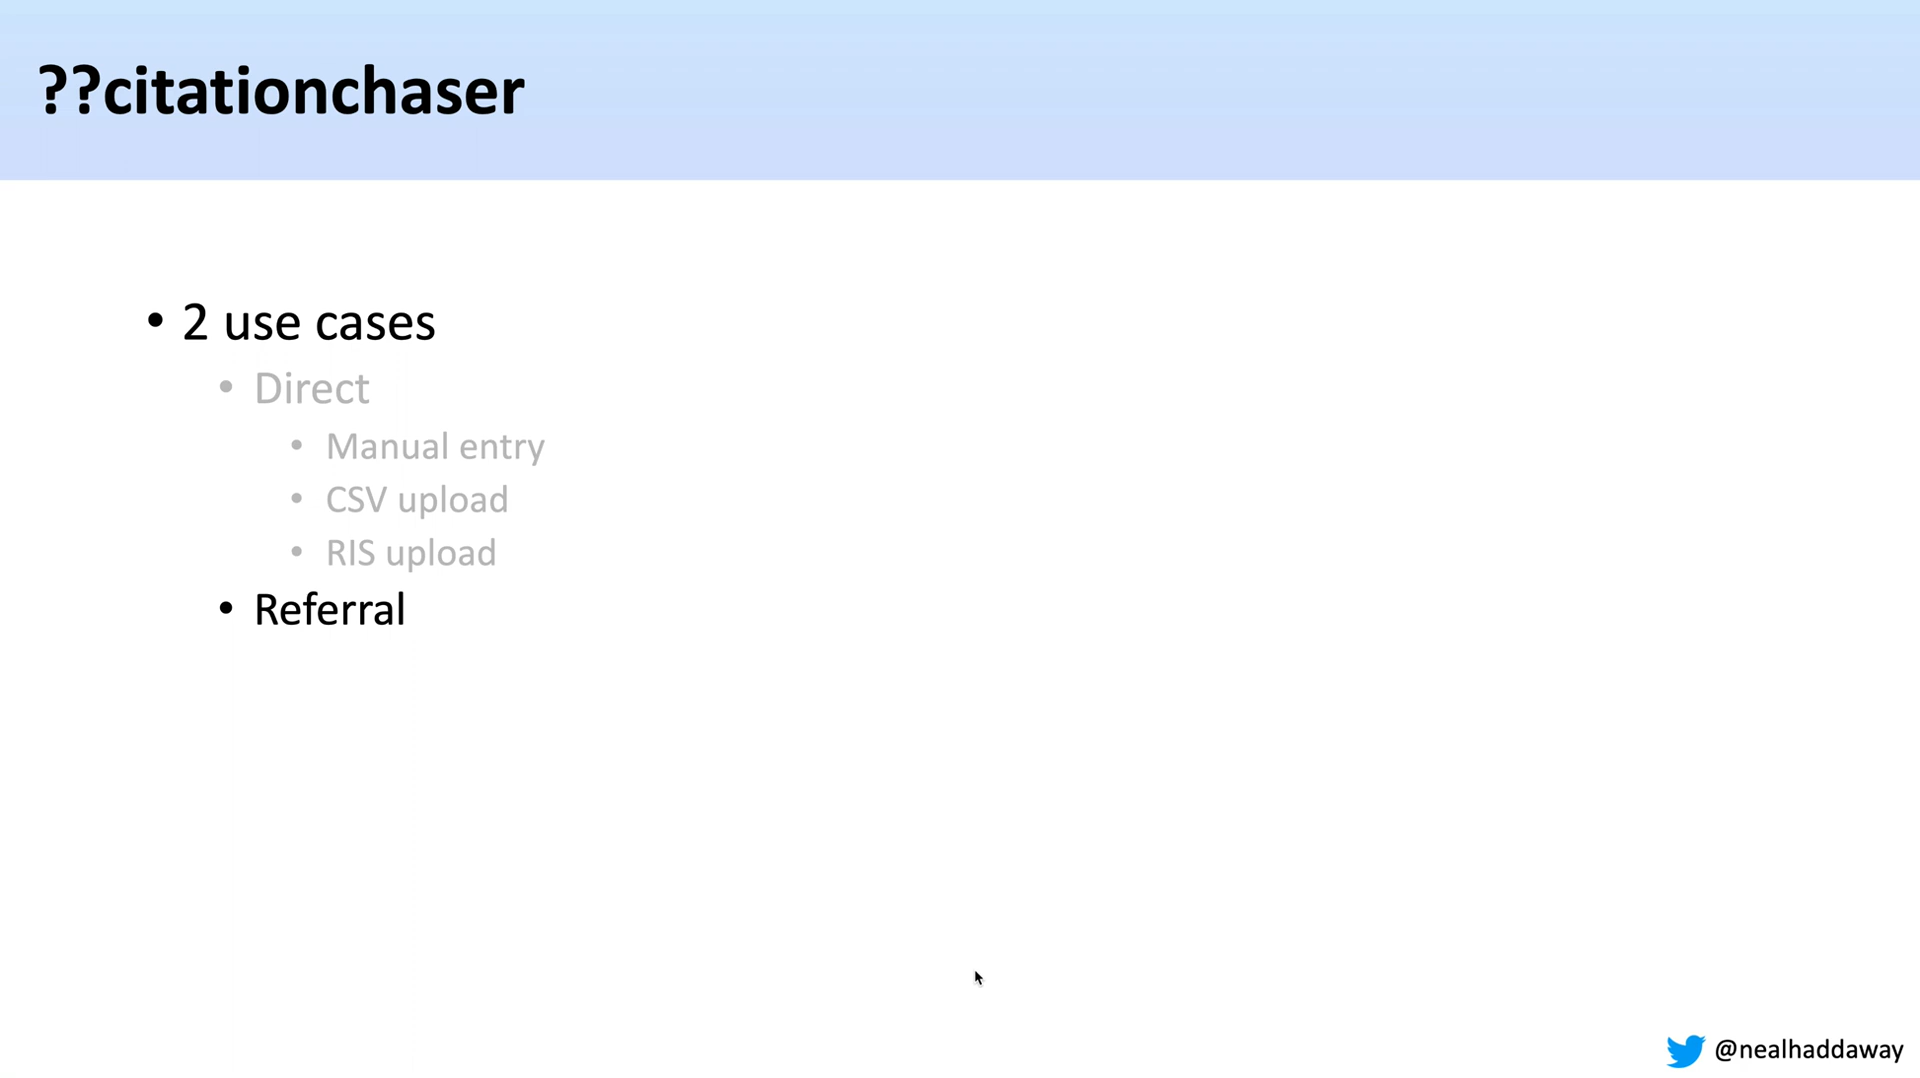 ??citationchaser
• 2 use cases
• Direct
• Manual entry
• CSV upload
• RIS upload
• Referral
@nealhaddaway